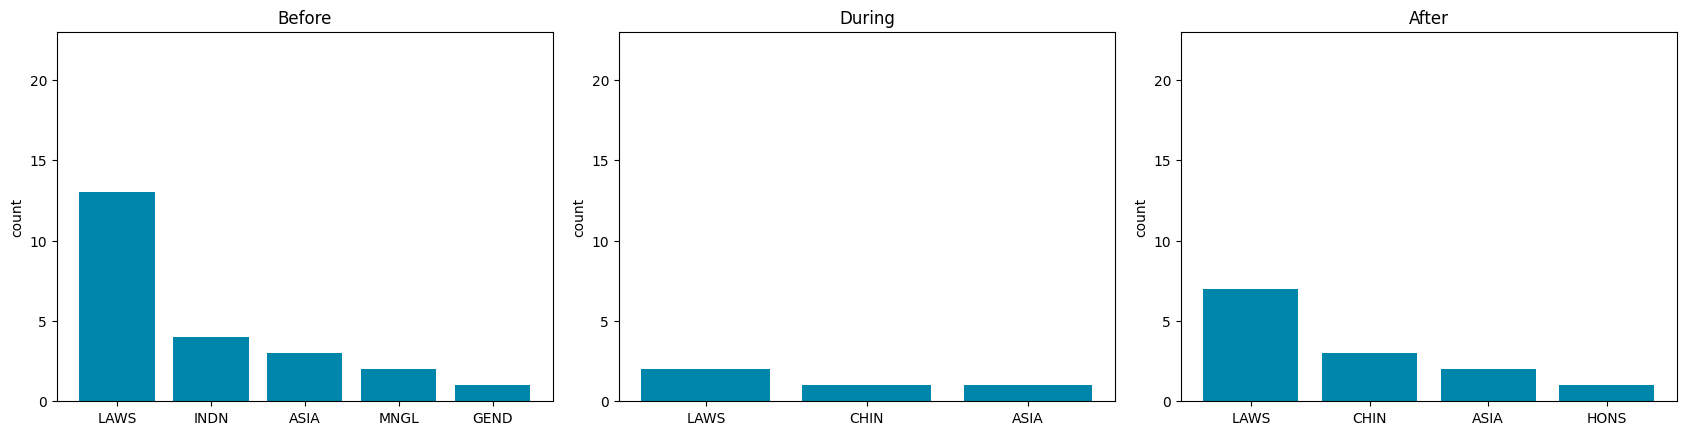 Before
During
After
20
15
10
5
0
count
LAWS INDN ASIA MNGL GEND
20
15
10
5
0
count
LAWS CHIN ASIA
20
15
10
5
0
count
LAWS CHIN ASIA HONS